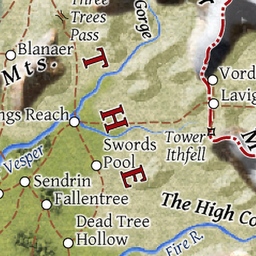 Three
Trees
Pass
Gorge
Blanaer
Mts.
T
H
E
Vord
Lavig
ngs Reach
Swords
Pool
Tower
Ithfell
Vesper
Sendrin
Fallentree
The High Co
Dead Tree
Hollow
Fire R.